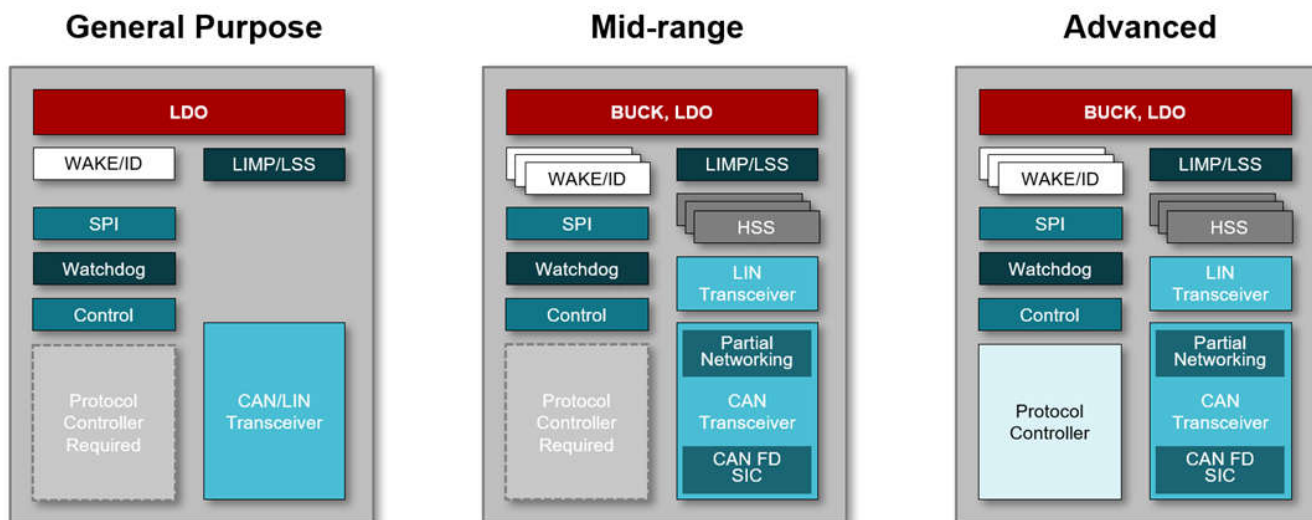 General Purpose
LDO
WAKE/ID
LIMP/LSS
SPI
Watchdog
Control
Protocol
Controller
Required
CAN/LIN
Transceiver
Mid-range
BUCK, LDO
WAKE/ID
LIMP/LSS
SPI
HSS
Watchdog
LIN
Transceiver
Control
Protocol
Controller
Required
Partial
Networking
CAN
Transceiver
CAN FD
SIC
Advanced
BUCK, LDO
WAKE/ID
LIMP/LSS
SPI
HSS
Watchdog
LIN
Transceiver
Control
Protocol
Controller
Partial
Networking
CAN
Transceiver
CAN FD
SIC